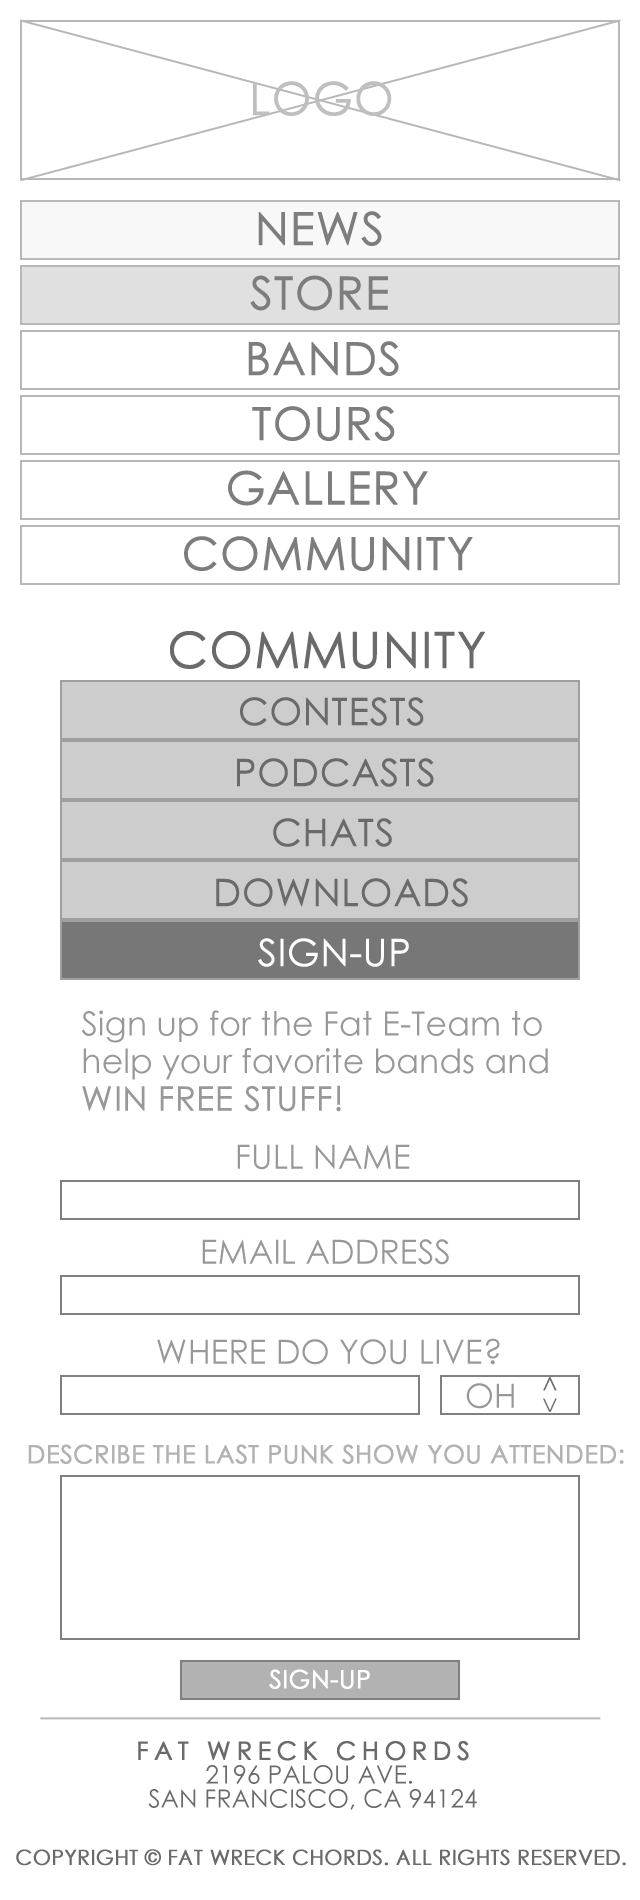 LOGO
NEWS
STORE
BANDS
TOURS
GALLERY
COMMUNITY
COMMUNITY
CONTESTS
PODCASTS
CHATS
DOWNLOADS
SIGN-UP
Sign up for the Fat E-Team to
help your favorite bands and
WIN FREE STUFF!
FULL NAME
EMAIL ADDRESS
WHERE DO YOU LIVE?
OH
DESCRIBE THE LAST PUNK SHOW YOU ATTENDED:
SIGN-UP
FAT WRECK CHORDS
2196 PALOU AVE.
SAN FRANCISCO, CA 94124
COPYRIGHT © FAT WRECK CHORDS. ALL RIGHTS RESERVED.